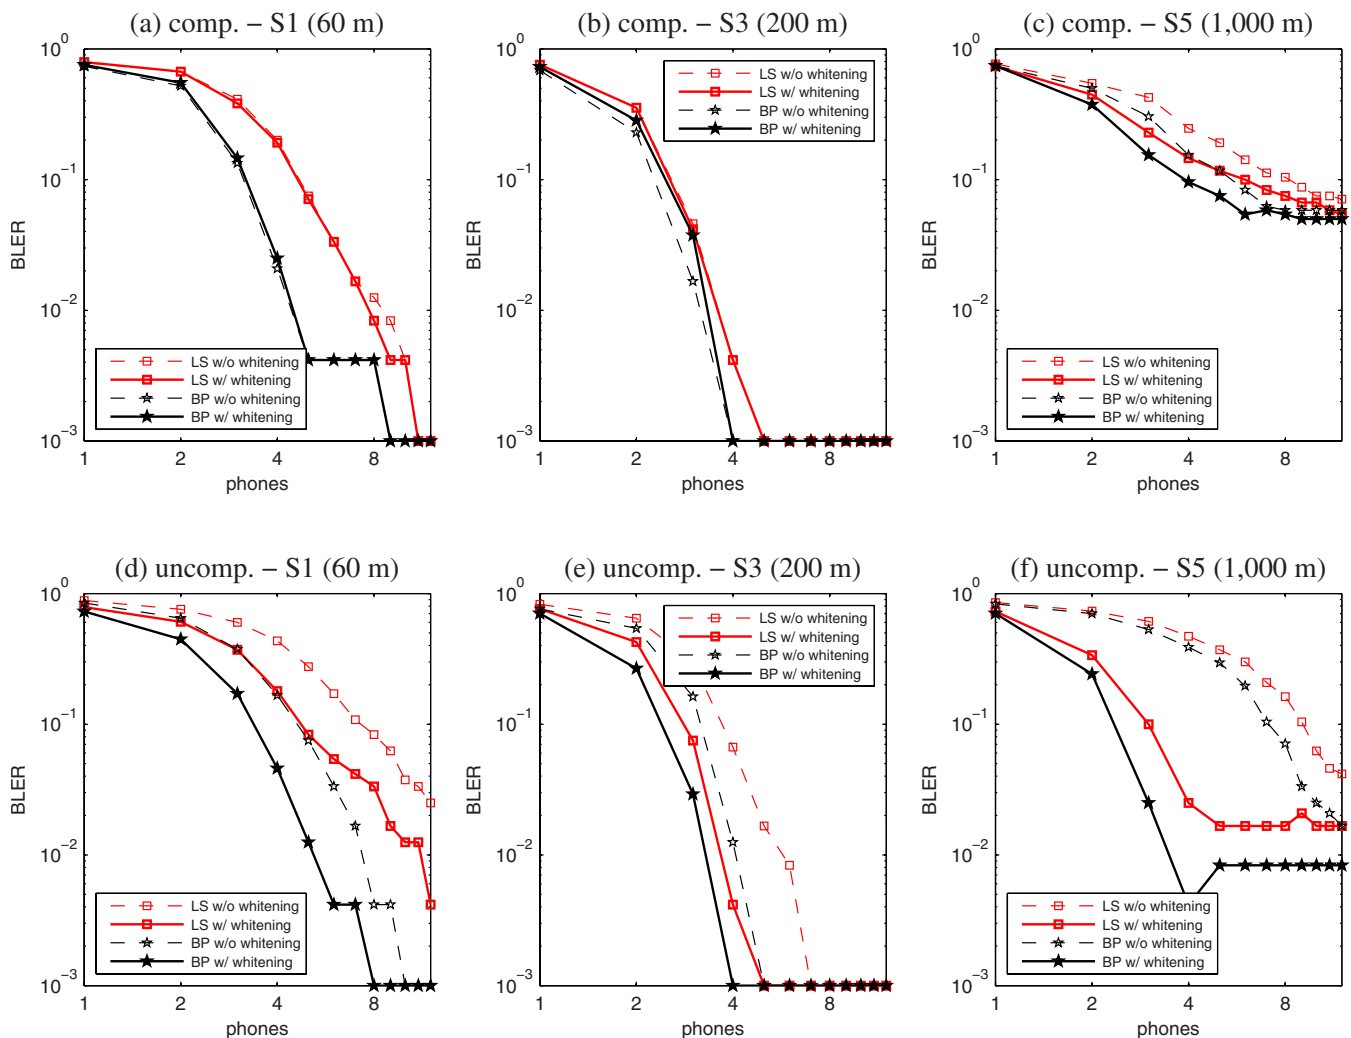 (a) comp. – S1 (60 m)
10^0
10^−1
10^−2
10^−3
BLER
LS w/o whitening
LS w/ whitening
BP w/o whitening
BP w/ whitening
1 2 4 8
phones
(b) comp. – S3 (200 m)
10^0
10^−1
10^−2
10^−3
BLER
LS w/o whitening
LS w/ whitening
BP w/o whitening
BP w/ whitening
1 2 4 8
phones
(c) comp. – S5 (1,000 m)
10^0
10^−1
10^−2
10^−3
BLER
LS w/o whitening
LS w/ whitening
BP w/o whitening
BP w/ whitening
1 2 4 8
phones
(d) uncomp. – S1 (60 m)
10^0
10^−1
10^−2
10^−3
BLER
LS w/o whitening
LS w/ whitening
BP w/o whitening
BP w/ whitening
1 2 4 8
phones
(e) uncomp. – S3 (200 m)
10^0
10^−1
10^−2
10^−3
BLER
LS w/o whitening
LS w/ whitening
BP w/o whitening
BP w/ whitening
1 2 4 8
phones
(f) uncomp. – S5 (1,000 m)
10^0
10^−1
10^−2
10^−3
BLER
LS w/o whitening
LS w/ whitening
BP w/o whitening
BP w/ whitening
1 2 4 8
phones